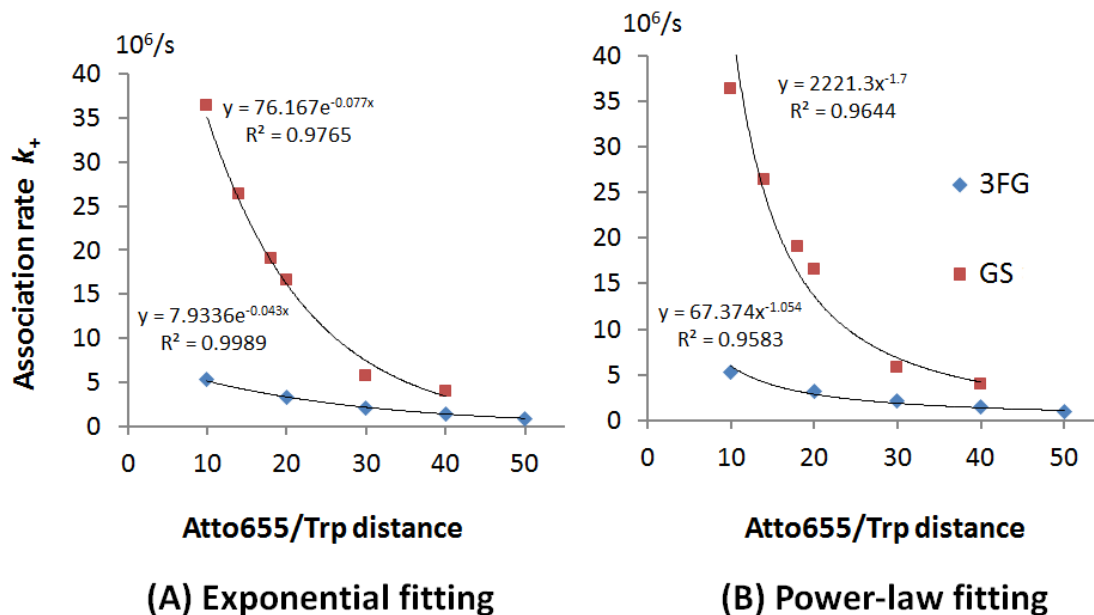 10⁶/s
Association rate k₊
40
35
30
25
20
15
10
5
0
y = 76.167e^-0.077x
R² = 0.9765
y = 7.9336e^-0.043x
R² = 0.9989
0 10 20 30 40 50
Atto655/Trp distance
(A) Exponential fitting
10⁶/s
40
35
30
25
20
15
10
5
0
y = 2221.3x^-1.7
R² = 0.9644
3FG
GS
y = 67.374x^-1.054
R² = 0.9583
0 10 20 30 40 50
Atto655/Trp distance
(B) Power-law fitting